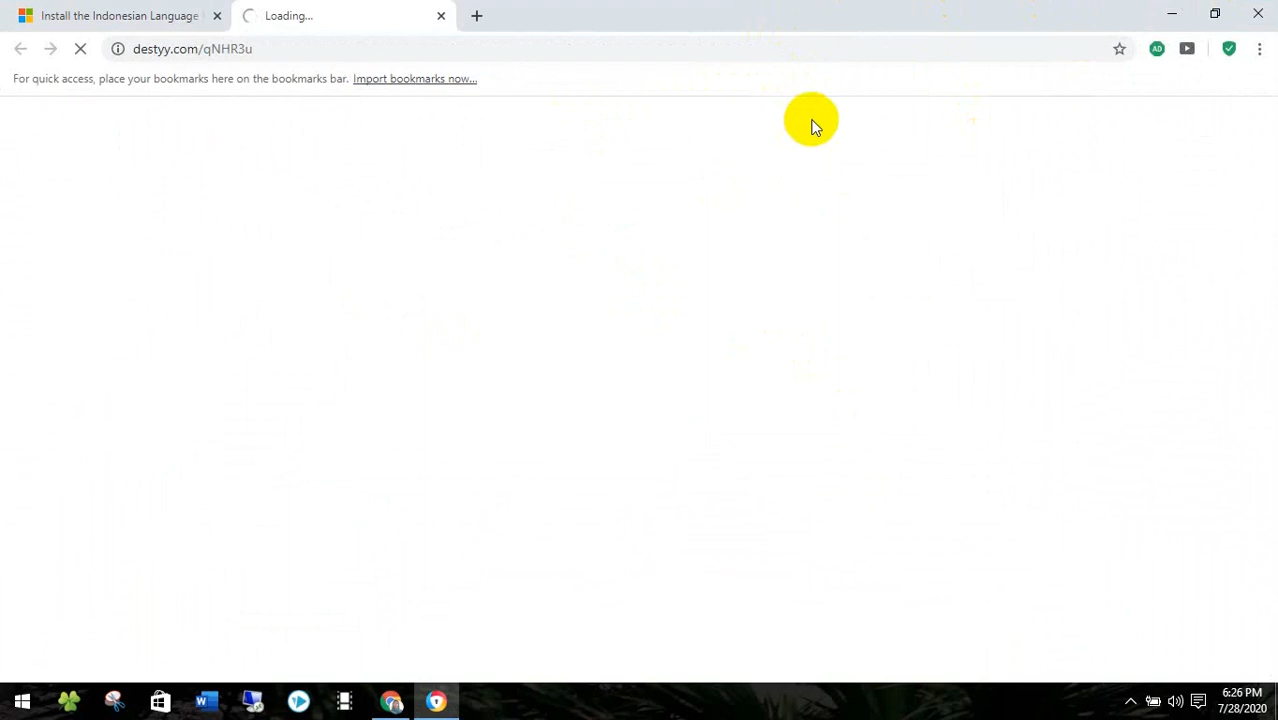 Install the Indonesian Language
Loading...
destyy.com/qNHR3u
AD
For quick access, place your bookmarks here on the bookmarks bar. Import bookmarks now...
6:26 PM
7/28/2020